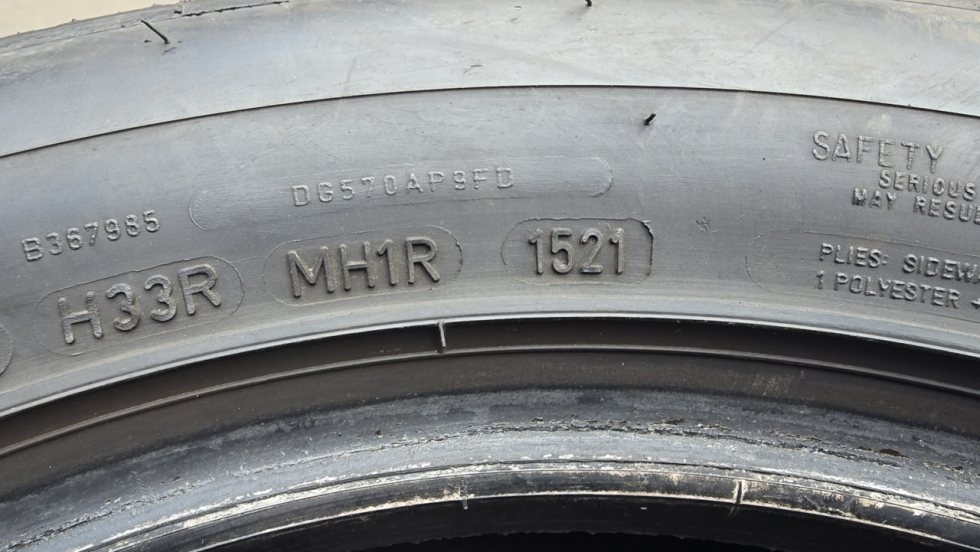 B367985
DG570AP9FD
H33R MH1R 1521
SAFETY
SERIOUS
MAY RESUL
PLIES: SIDEWA
1 POLYESTER